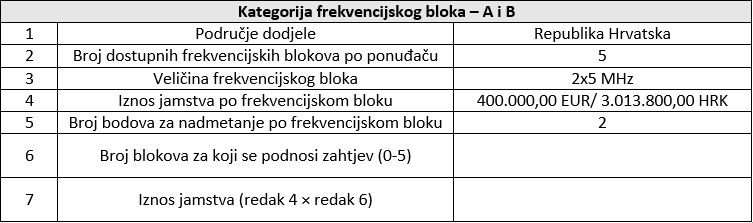 Kategorija frekvencijskog bloka – A i B
1 Područje dodjele Republika Hrvatska
2 Broj dostupnih frekvencijskih blokova po ponuđaču 5
3 Veličina frekvencijskog bloka 2x5 MHz
4 Iznos jamstva po frekvencijskom bloku 400.000,00 EUR/ 3.013.800,00 HRK
5 Broj bodova za nadmetanje po frekvencijskom bloku 2
6 Broj blokova za koji se podnosi zahtjev (0-5)
7 Iznos jamstva (redak 4 × redak 6)